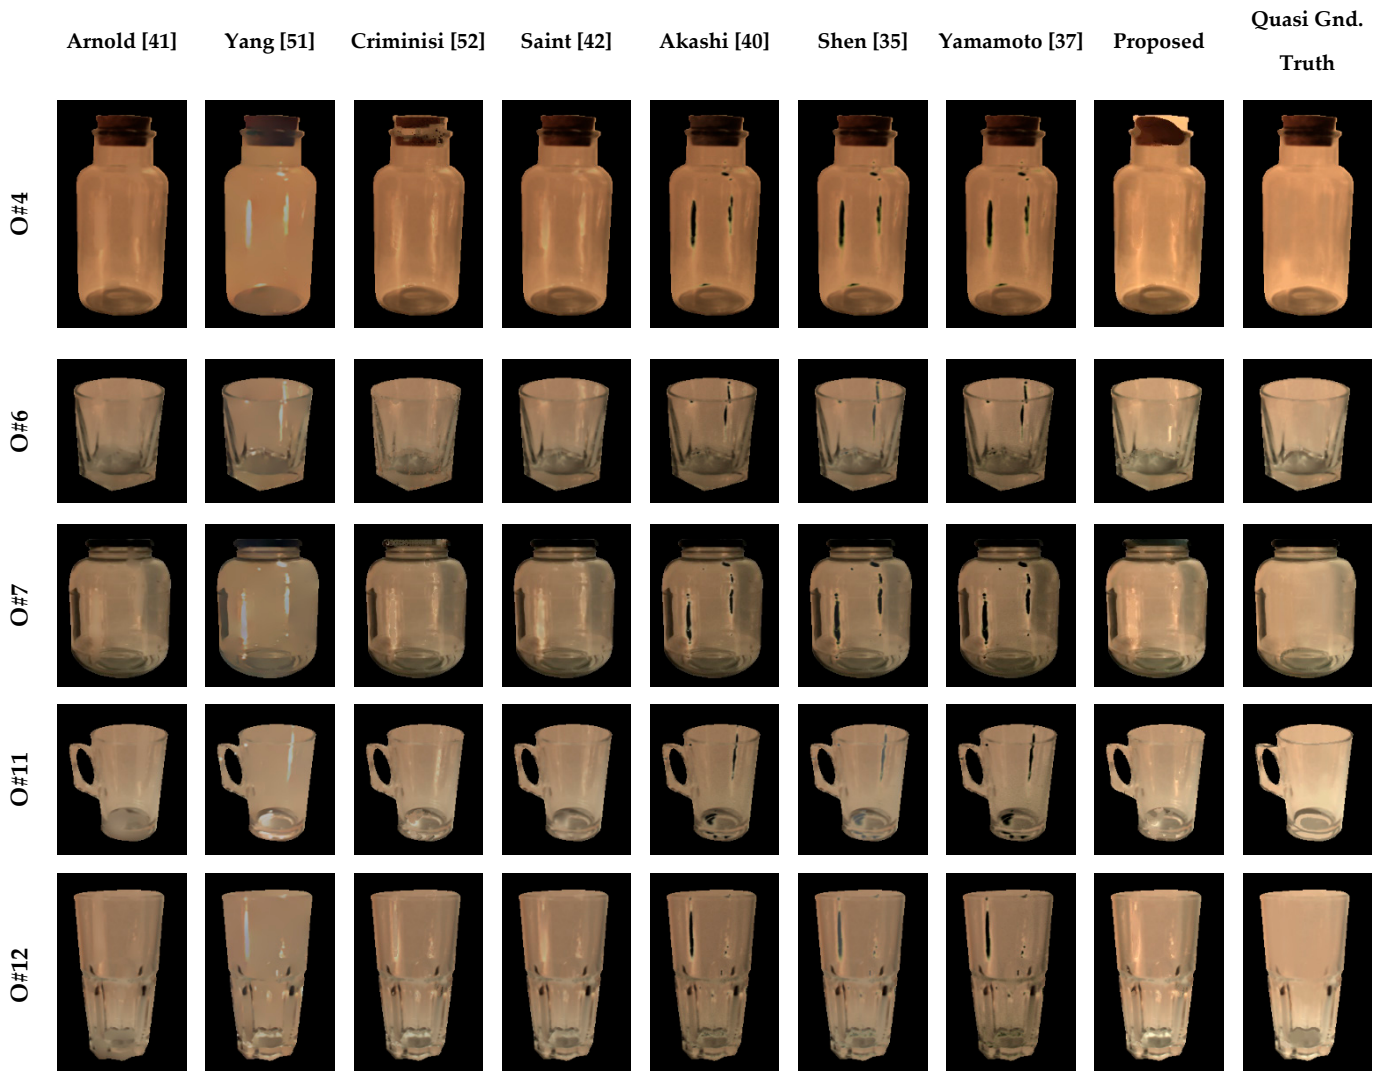 Arnold [41] Yang [51] Criminisi [52] Saint [42] Akashi [40] Shen [35] Yamamoto [37] Proposed Quasi Gnd. Truth
O#4
O#6
O#7
O#11
O#12